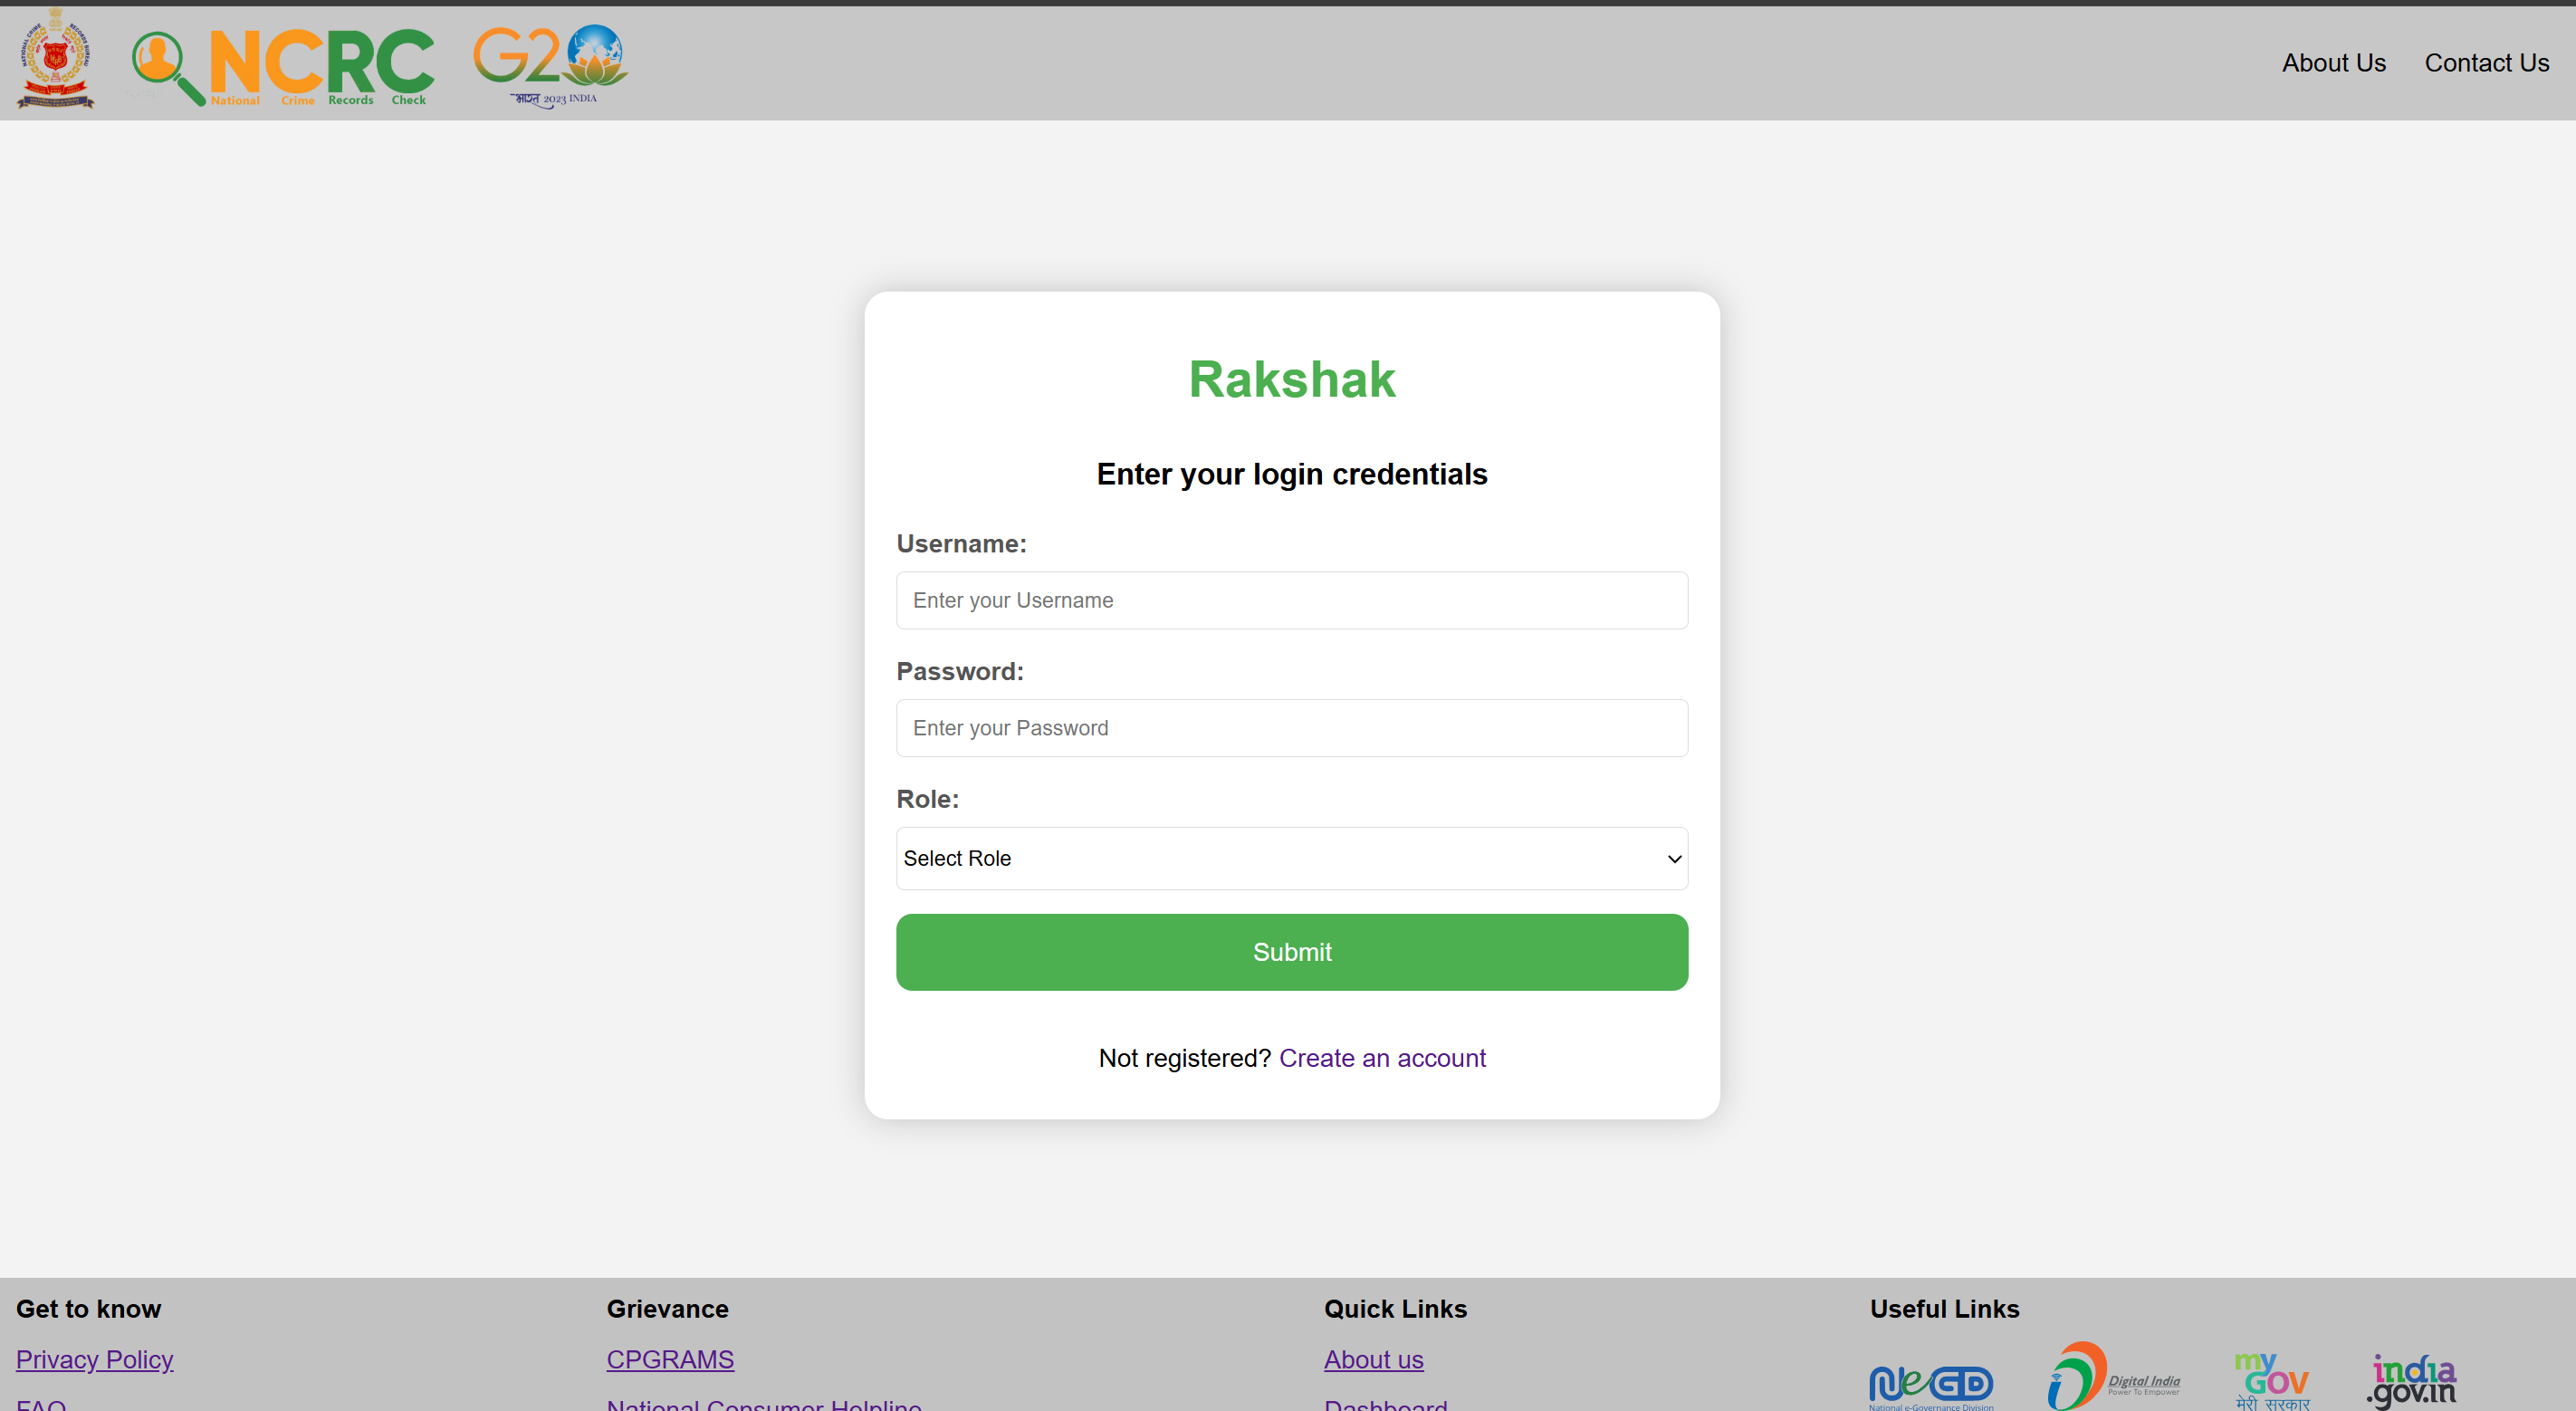 NCRC
National Crime Records Check
G20
भारत 2023 INDIA
About Us
Contact Us
Rakshak
Enter your login credentials
Username:
Enter your Username
Password:
Enter your Password
Role:
Select Role
Submit
Not registered? Create an account
Get to know
Privacy Policy
FAQ
Grievance
CPGRAMS
National Consumer Helpline
Quick Links
About us
Dashboard
Useful Links
NeGD
National e-Governance Division
Digital India
Power To Empower
my
GOV
मेरी सरकार
india
.gov.in